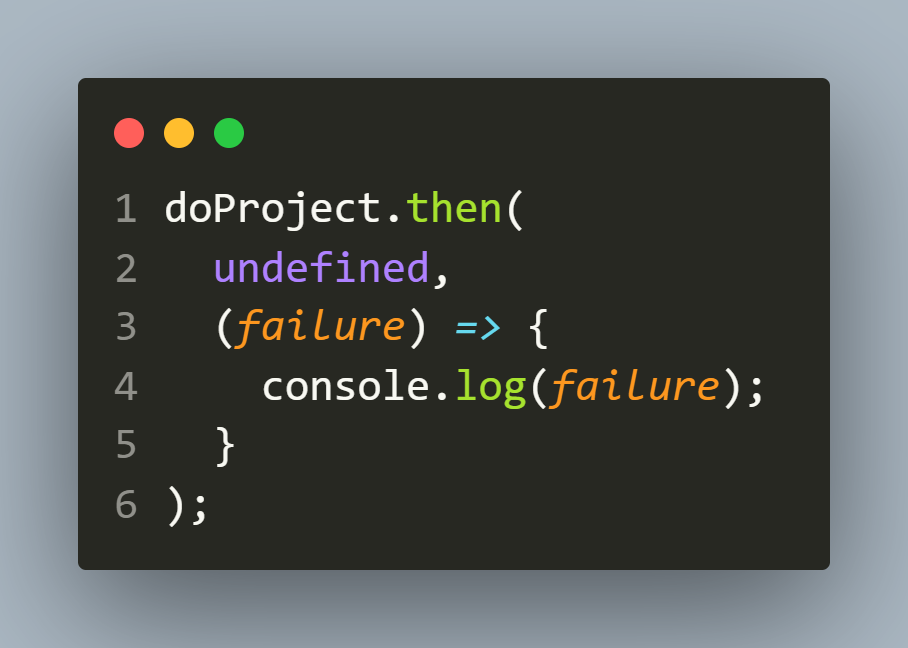 1 doProject.then(
2   undefined,
3   (failure) => {
4     console.log(failure);
5   }
6 );